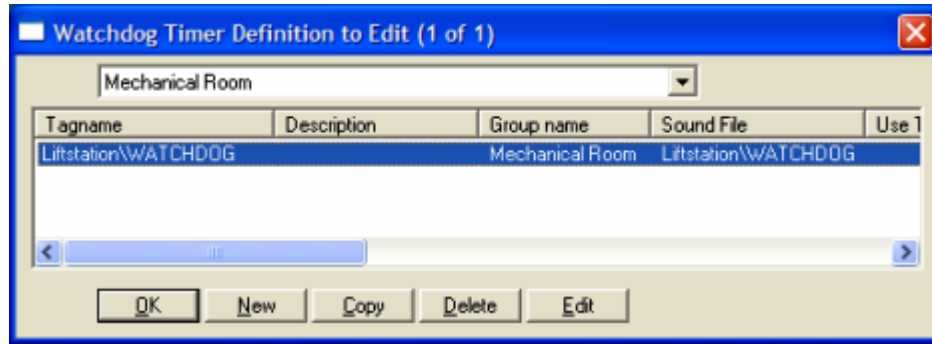 Watchdog Timer Definition to Edit (1 of 1)
Mechanical Room
Tagname Description Group name Sound File Use
Liftstation\WATCHDOG Mechanical Room Liftstation\WATCHDOG
OK New Copy Delete Edit